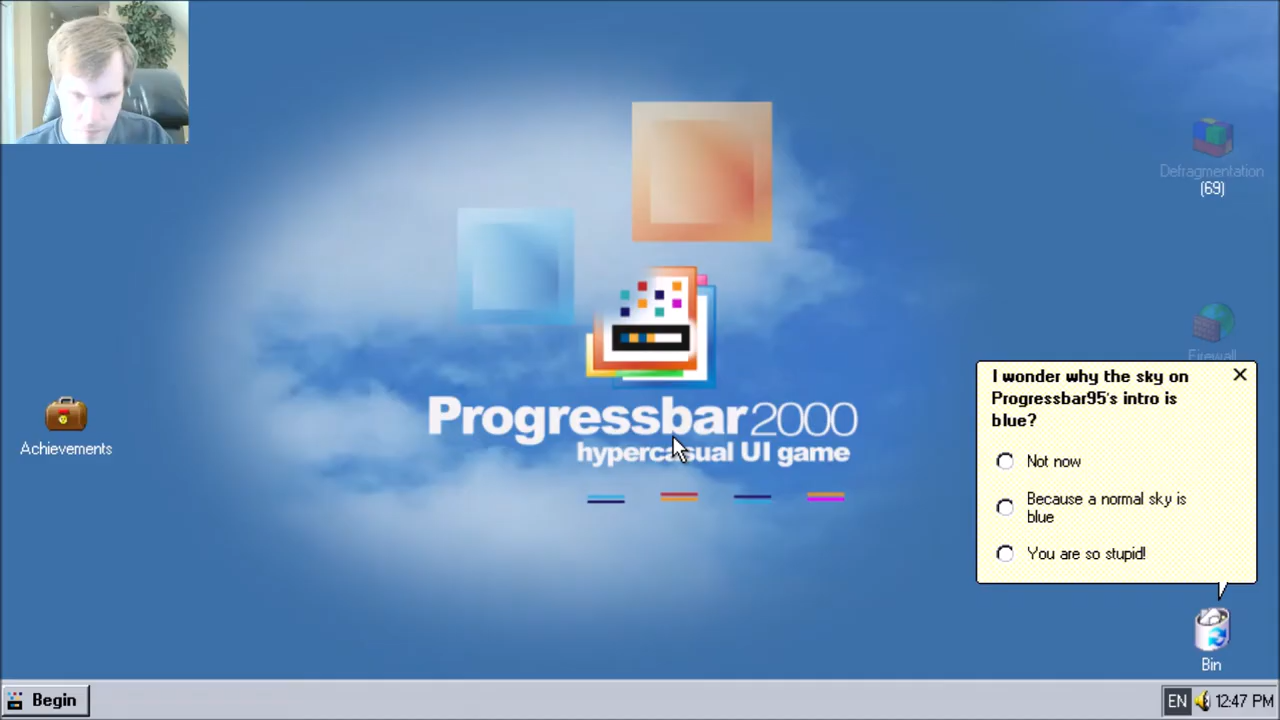 Defragmentation
(69)
Progressbar2000
hypercasual UI game
Achievements
Firewall
I wonder why the sky on
Progressbar95's intro is
blue?
Not now
Because a normal sky is
blue
You are so stupid!
Bin
Begin
EN
12:47 PM